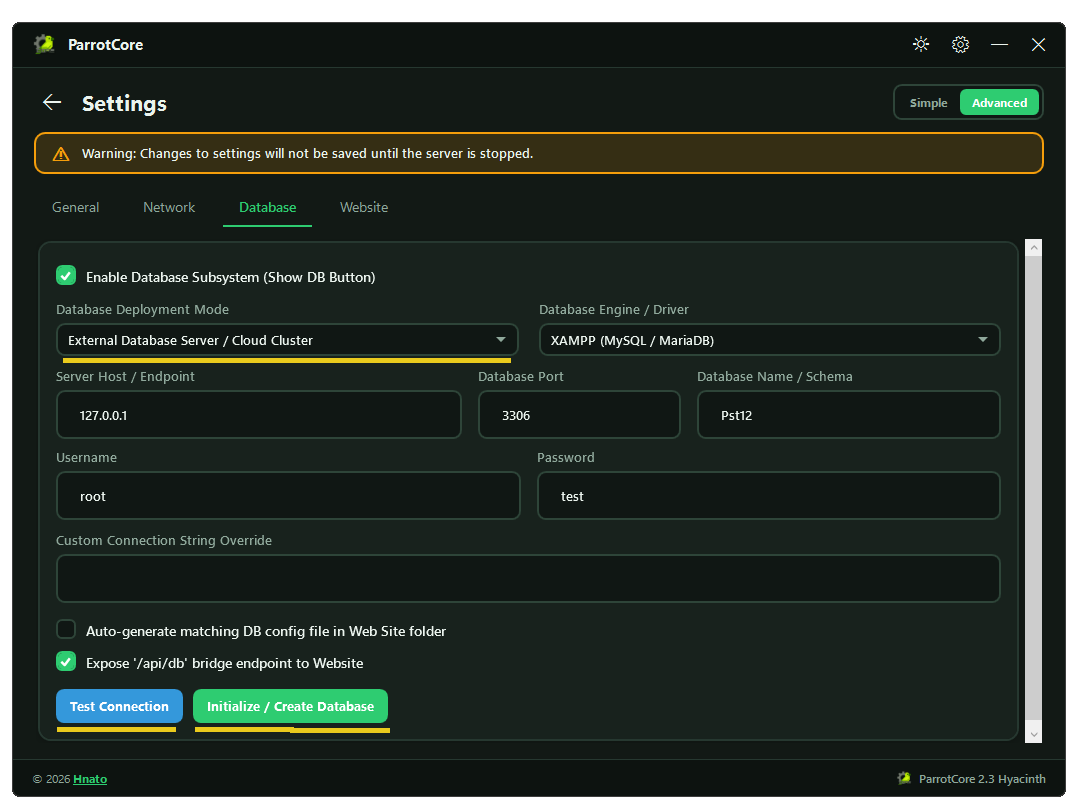 ParrotCore
Settings
Simple Advanced
Warning: Changes to settings will not be saved until the server is stopped.
General Network Database Website
Enable Database Subsystem (Show DB Button)
Database Deployment Mode Database Engine / Driver
External Database Server / Cloud Cluster XAMPP (MySQL / MariaDB)
Server Host / Endpoint Database Port Database Name / Schema
127.0.0.1 3306 Pst12
Username Password
root test
Custom Connection String Override
Auto-generate matching DB config file in Web Site folder
Expose '/api/db' bridge endpoint to Website
Test Connection Initialize / Create Database
© 2026 Hnato ParrotCore 2.3 Hyacinth